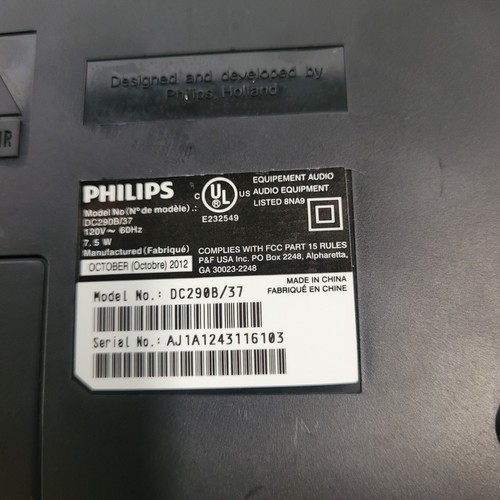 Designed and developed by
Philips, Holland
PHILIPS
Model No (Nº de modèle) .:
DC290B/37
120V~ 60Hz
7.5 W
Manufactured (Fabriqué)
OCTOBER (Octobre) 2012
C UL US
E232549
EQUIPEMENT AUDIO
AUDIO EQUIPMENT
LISTED 8NA9
COMPLIES WITH FCC PART 15 RULES
P&F USA Inc. PO Box 2248, Alpharetta,
GA 30023-2248
MADE IN CHINA
FABRIQUÉ EN CHINE
Model No.: DC290B/37
Serial No.: AJ1A1243116103